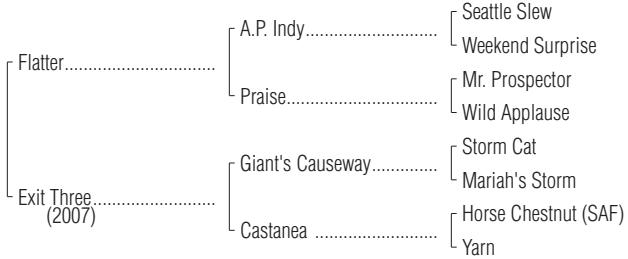 Seattle Slew
A.P. Indy
Weekend Surprise
Flatter
Mr. Prospector
Praise
Wild Applause
Storm Cat
Giant's Causeway
Mariah's Storm
Exit Three
(2007)
Horse Chestnut (SAF)
Castanea
Yarn